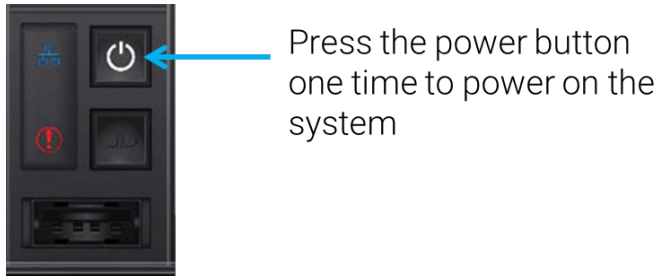 Press the power button
one time to power on the
system